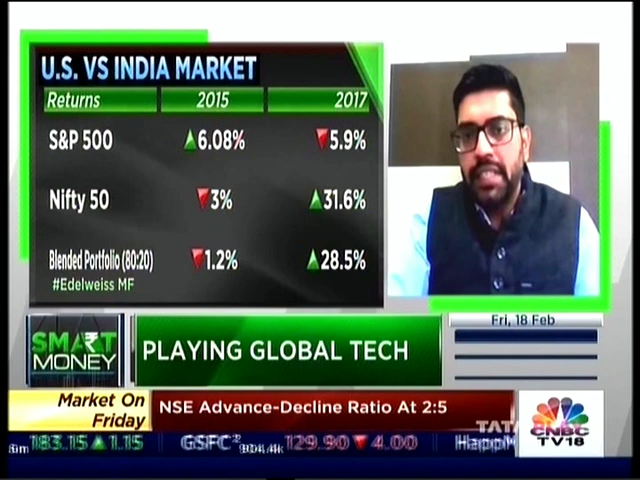 U.S. VS INDIA MARKET
Returns 2015 2017
S&P 500 ▲6.08% ▼5.9%
Nifty 50 ▼3% ▲31.6%
Blended Portfolio (80:20) ▼1.2% ▲28.5%
#Edelweiss MF
SMART MONEY
PLAYING GLOBAL TECH
Fri, 18 Feb
Market On Friday
NSE Advance-Decline Ratio At 2:5
CNBC
TV18
183.15 ▲ 1.15 GSFC 904.4k 129.90 ▼ 4.00